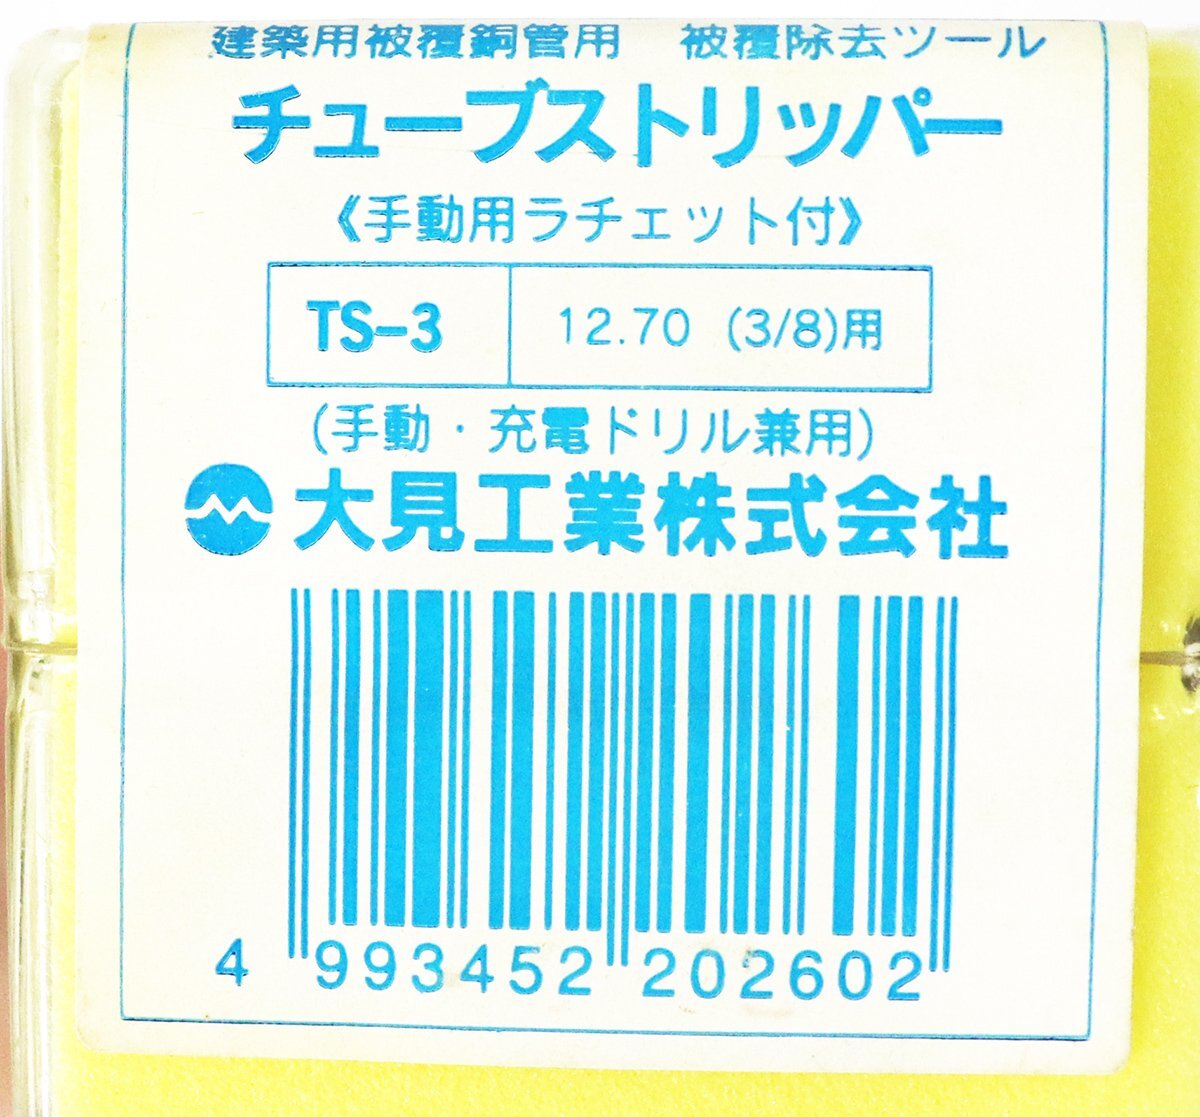 建築用被覆銅管用　被覆除去ツール
チューブストリッパー
《手動用ラチェット付》
TS-3 12.70 (3/8)用
(手動・充電ドリル兼用)
大見工業株式会社
4 993452 202602